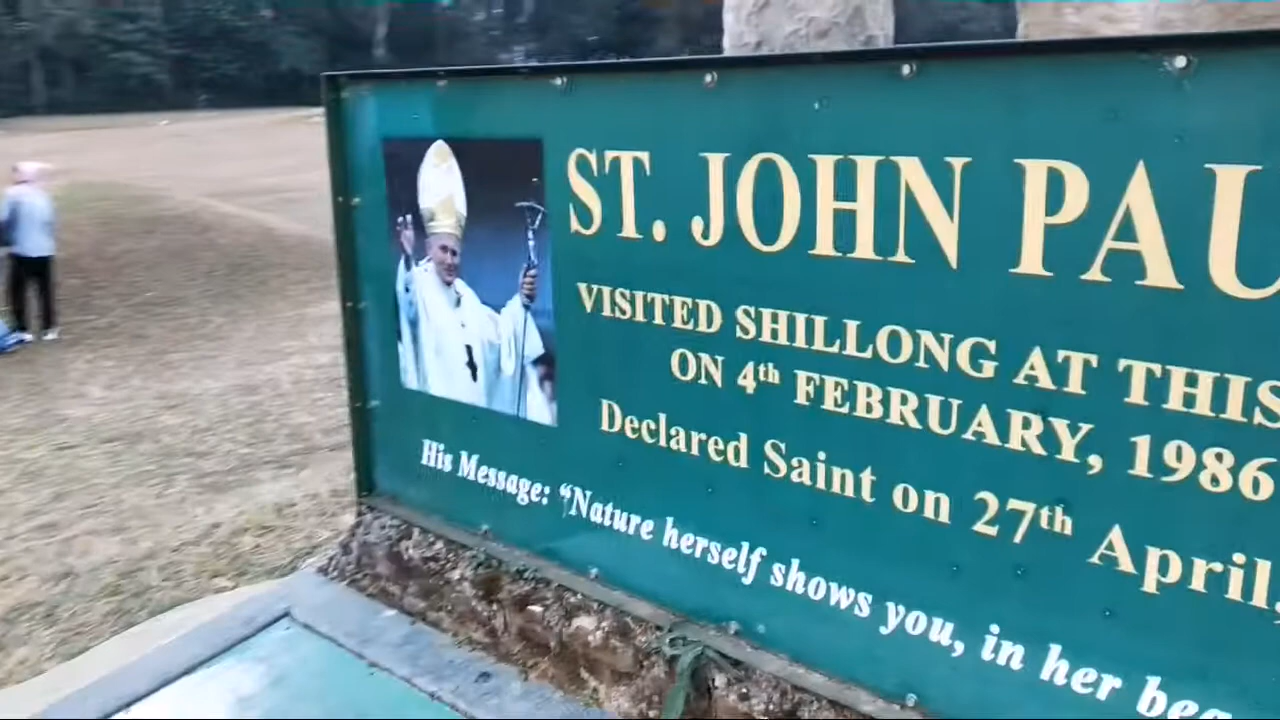 ST. JOHN PAU
VISITED SHILLONG AT THIS
ON 4th FEBRUARY, 1986
Declared Saint on 27th April,
His Message: “Nature herself shows you, in her